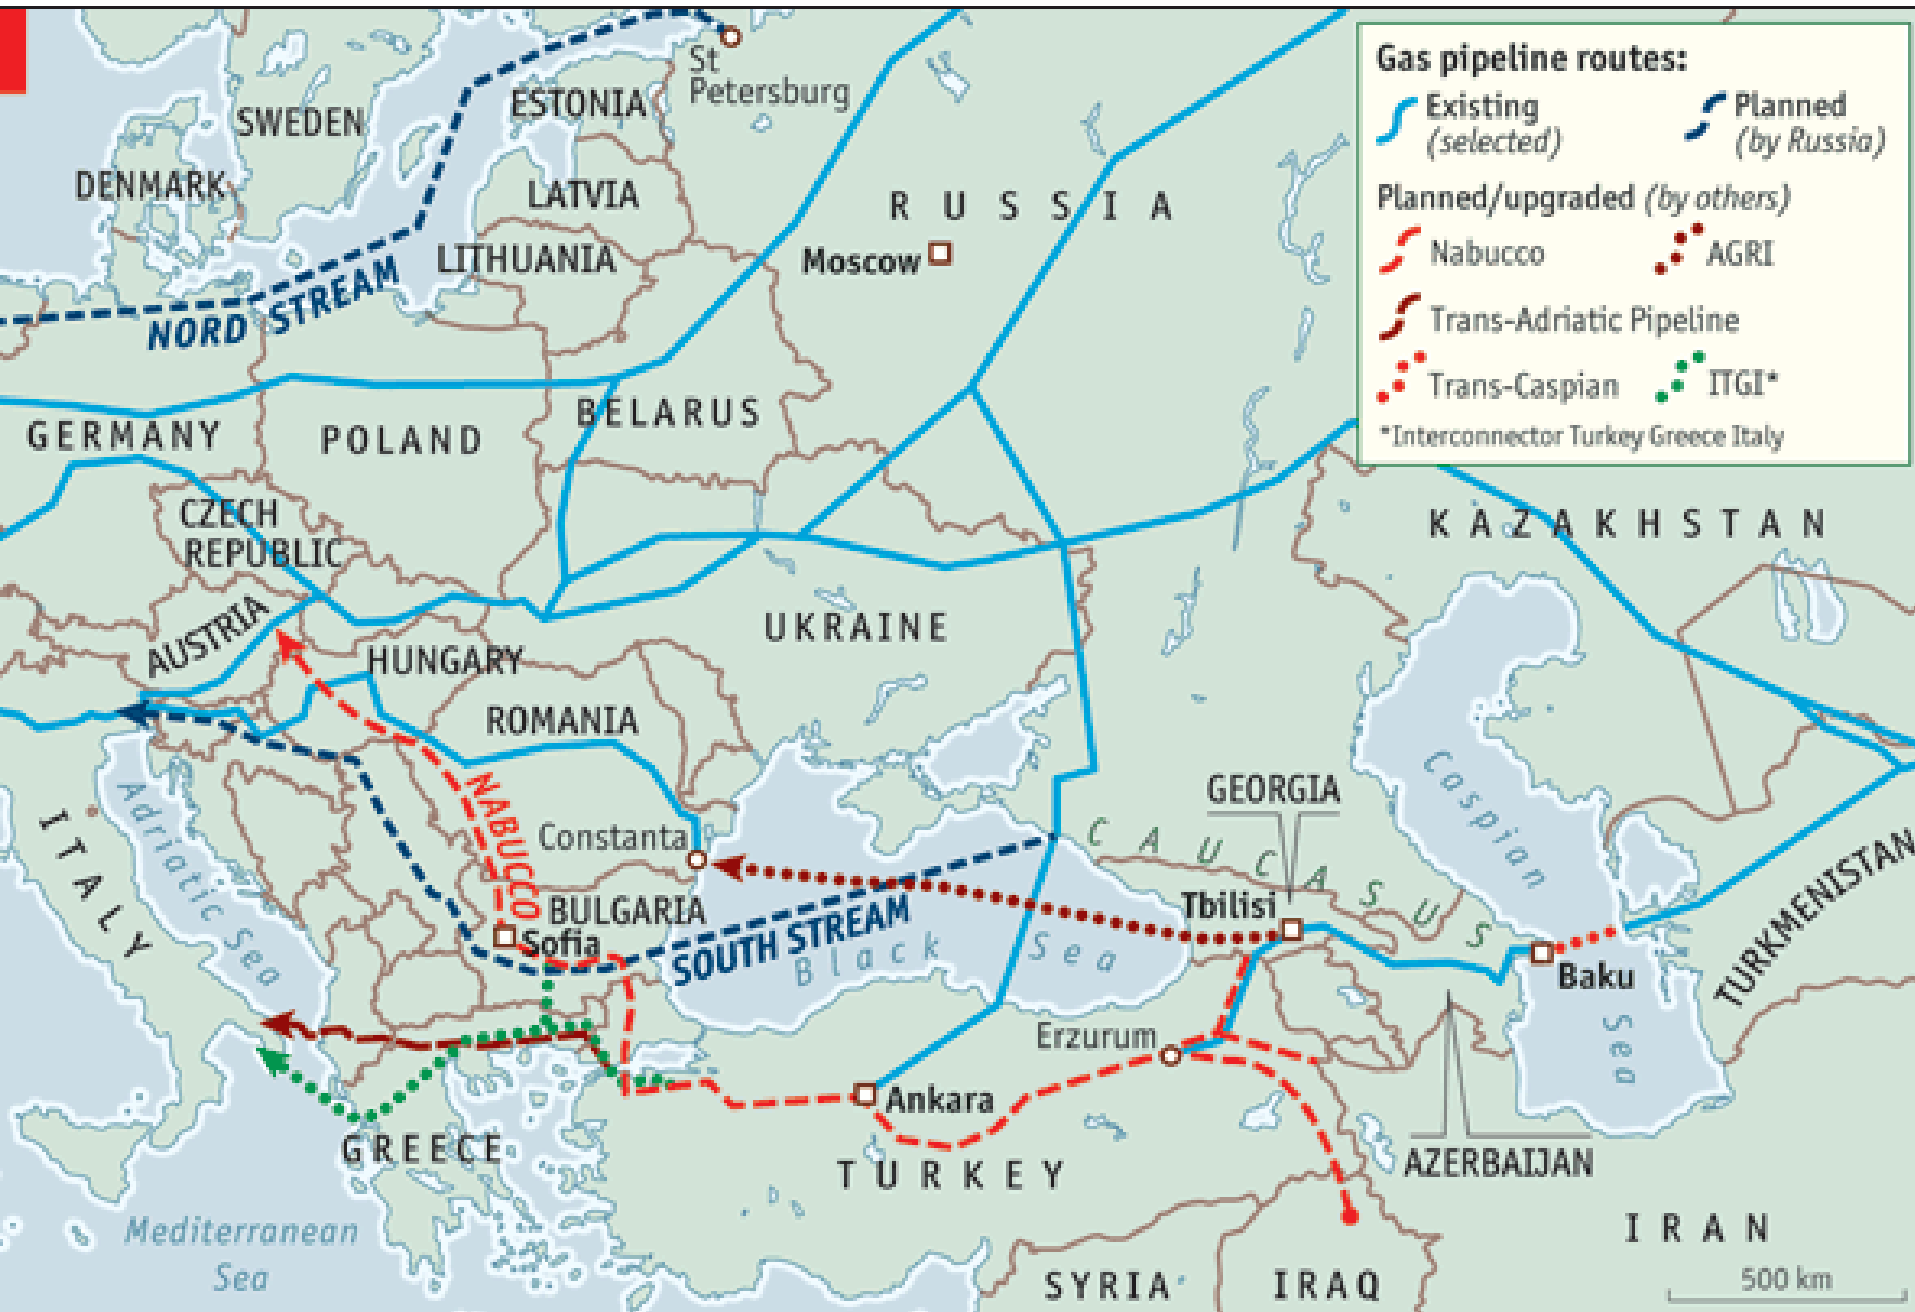 Gas pipeline routes:
Existing
(selected)
Planned
(by Russia)
Planned/upgraded (by others)
Nabucco
AGRI
Trans-Adriatic Pipeline
Trans-Caspian
ITGI*
*Interconnector Turkey Greece Italy
St
Petersburg
SWEDEN
ESTONIA
DENMARK
LATVIA
RUSSIA
LITHUANIA
Moscow
NORD STREAM
BELARUS
GERMANY
POLAND
CZECH
REPUBLIC
KAZAKHSTAN
AUSTRIA
UKRAINE
HUNGARY
ROMANIA
NABUCCO
ITALY
Adriatic Sea
Constanta
GEORGIA
CAUCASUS
Caspian
Sea
BULGARIA
Sofia
SOUTH STREAM
Black Sea
Tbilisi
Baku
TURKMENISTAN
Erzurum
Ankara
GREECE
TURKEY
AZERBAIJAN
Mediterranean
Sea
SYRIA
IRAQ
IRAN
500 km